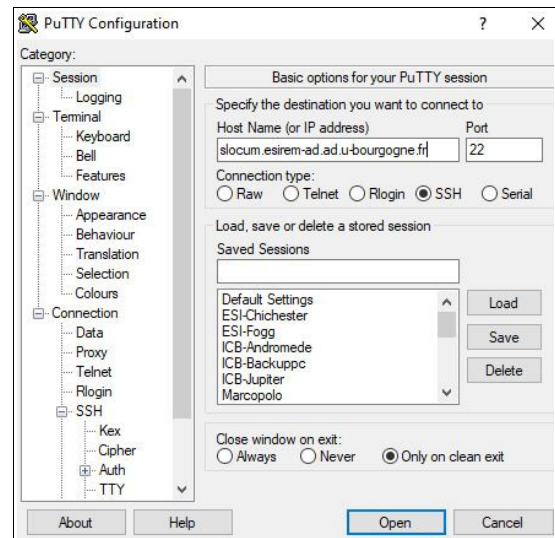 PuTTY Configuration ? ×
Category:
Session
Logging
Terminal
Keyboard
Bell
Features
Window
Appearance
Behaviour
Translation
Selection
Colours
Connection
Data
Proxy
Telnet
Rlogin
SSH
Kex
Cipher
Auth
TTY
Basic options for your PuTTY session
Specify the destination you want to connect to
Host Name (or IP address) Port
slocum.esirem-ad.ad.u-bourgogne.fr 22
Connection type:
Raw Telnet Rlogin SSH Serial
Load, save or delete a stored session
Saved Sessions
Default Settings
ESI-Chichester
ESI-Fogg
ICB-Andromede
ICB-Backuppc
ICB-Jupiter
Marcopolo
Load
Save
Delete
Close window on exit:
Always Never Only on clean exit
About Help Open Cancel